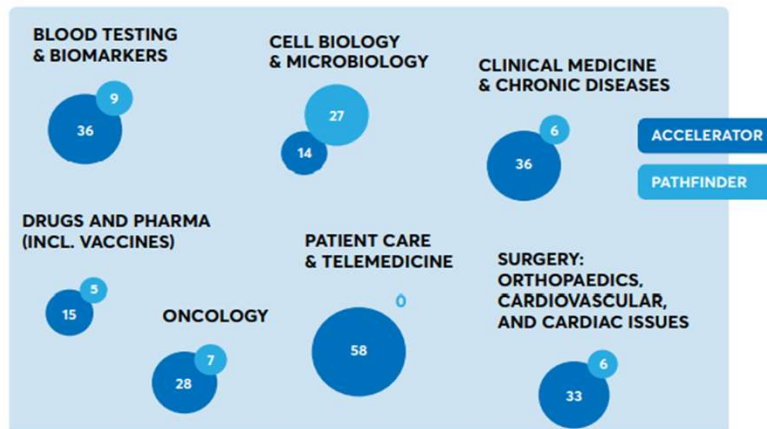 BLOOD TESTING
& BIOMARKERS
9
36
CELL BIOLOGY
& MICROBIOLOGY
27
14
CLINICAL MEDICINE
& CHRONIC DISEASES
6
36
ACCELERATOR
PATHFINDER
DRUGS AND PHARMA
(INCL. VACCINES)
5
15
ONCOLOGY
7
28
PATIENT CARE
& TELEMEDICINE
0
58
SURGERY:
ORTHOPAEDICS,
CARDIOVASCULAR,
AND CARDIAC ISSUES
6
33